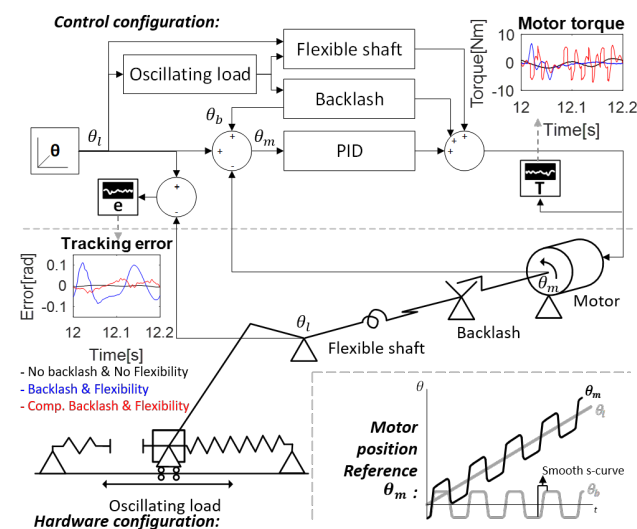 Control configuration:
Motor torque
Flexible shaft
Torque[Nm]
10
0
-10
12 12.1 12.2
Time[s]
Oscillating load
Backlash
θb
θ
θl
θm
+
+
-
PID
+
+
+
T
+
-
e
Tracking error
Error[rad]
0.1
0
-0.1
12 12.1 12.2
Time[s]
θm
Motor
Backlash
θl
Flexible shaft
- No backlash & No Flexibility
- Backlash & Flexibility
- Comp. Backlash & Flexibility
Oscillating load
Hardware configuration:
θ
θm
θl
Motor
position
Reference
θm :
Smooth s-curve
θb
t